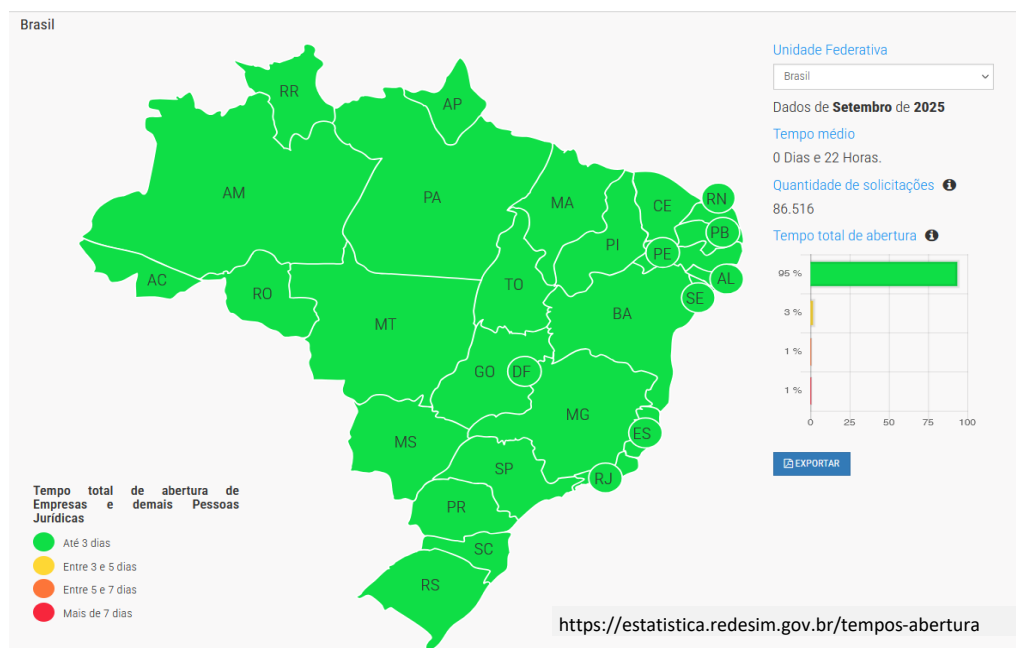 Brasil
Unidade Federativa
Brasil
Dados de Setembro de 2025
Tempo médio
0 Dias e 22 Horas.
Quantidade de solicitações
86.516
Tempo total de abertura
95 %
3 %
1 %
1 %
0 25 50 75 100
EXPORTAR
RR
AP
AM
PA
MA
CE
RN
PI
PE
PB
AC
RO
TO
AL
SE
MT
BA
GO
DF
MG
MS
ES
SP
RJ
PR
SC
RS
Tempo total de abertura de
Empresas e demais Pessoas
Jurídicas
Até 3 dias
Entre 3 e 5 dias
Entre 5 e 7 dias
Mais de 7 dias
https://estatistica.redesim.gov.br/tempos-abertura